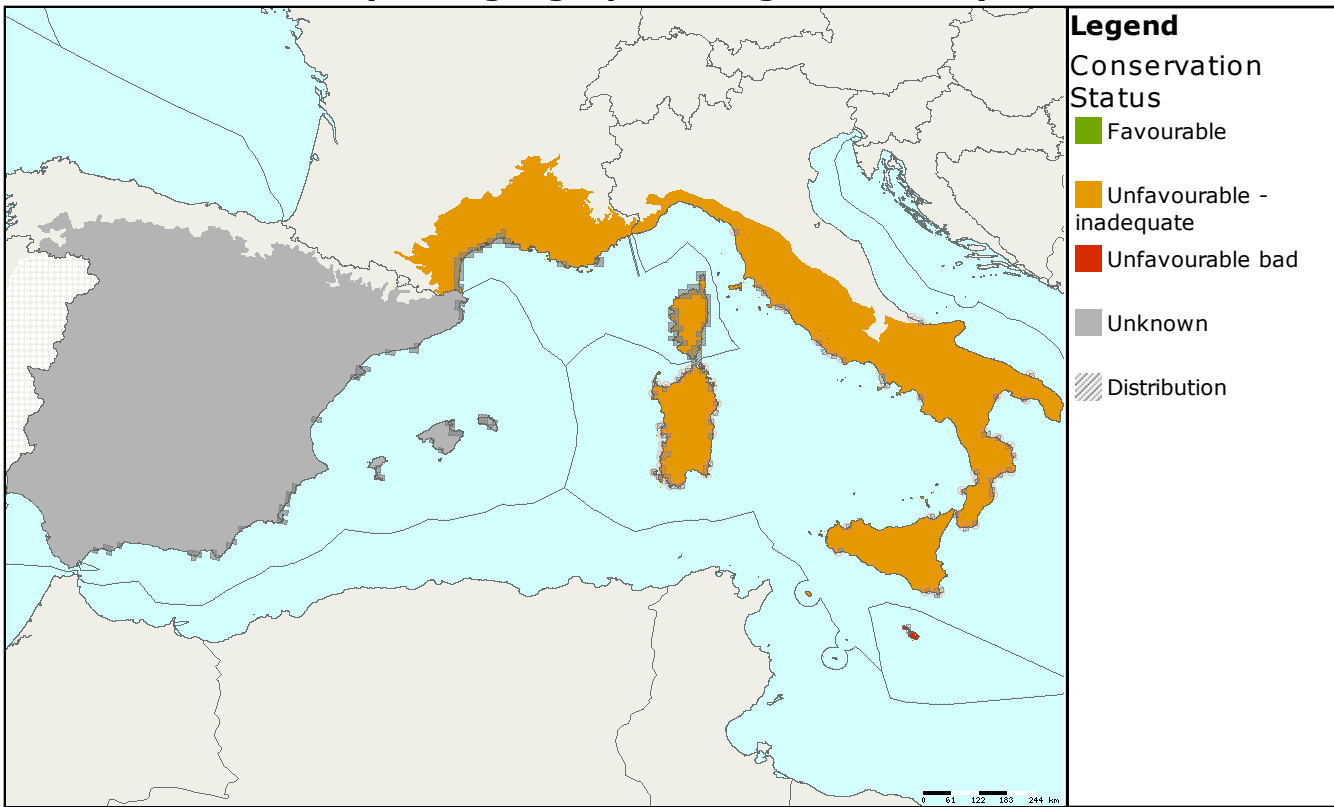 Legend
Conservation
Status
Favourable
Unfavourable -
inadequate
Unfavourable bad
Unknown
Distribution
0 61 122 183 244 km